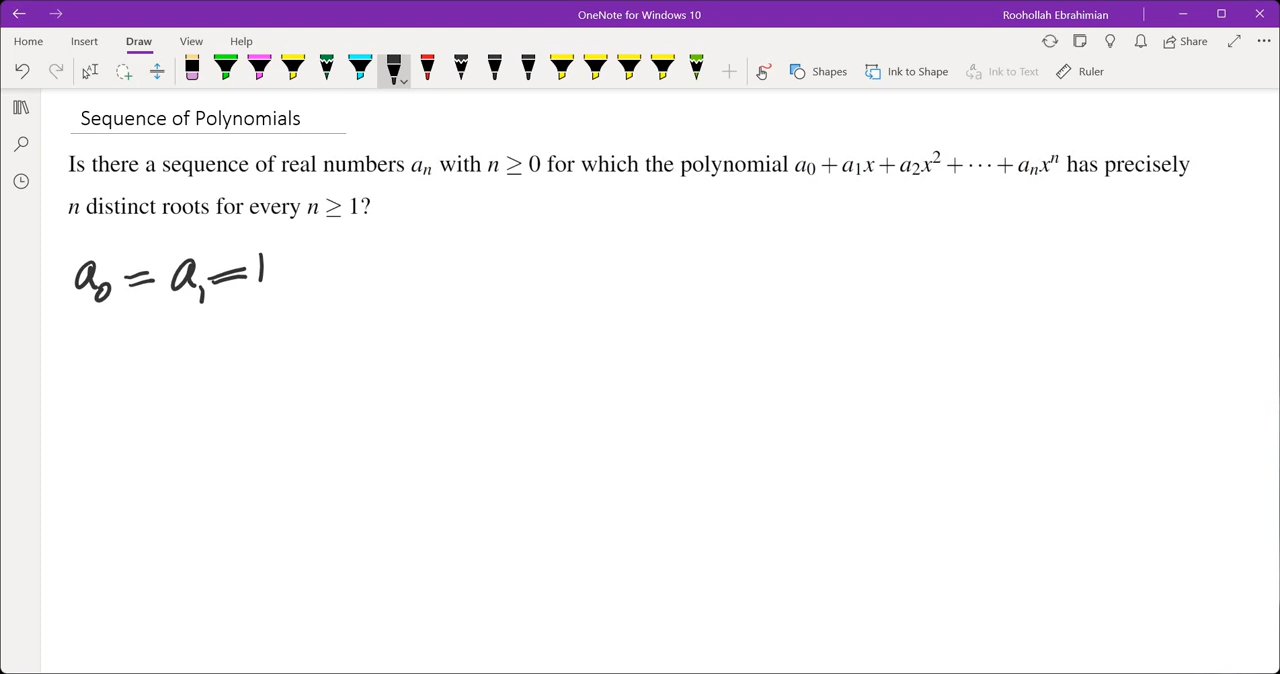 OneNote for Windows 10
Roohollah Ebrahimian
Home Insert Draw View Help
Share
Shapes Ink to Shape Ink to Text Ruler
Sequence of Polynomials
Is there a sequence of real numbers aₙ with n ≥ 0 for which the polynomial a₀ + a₁x + a₂x² + ··· + aₙxⁿ has precisely
n distinct roots for every n ≥ 1?
a₀ = a₁ = 1